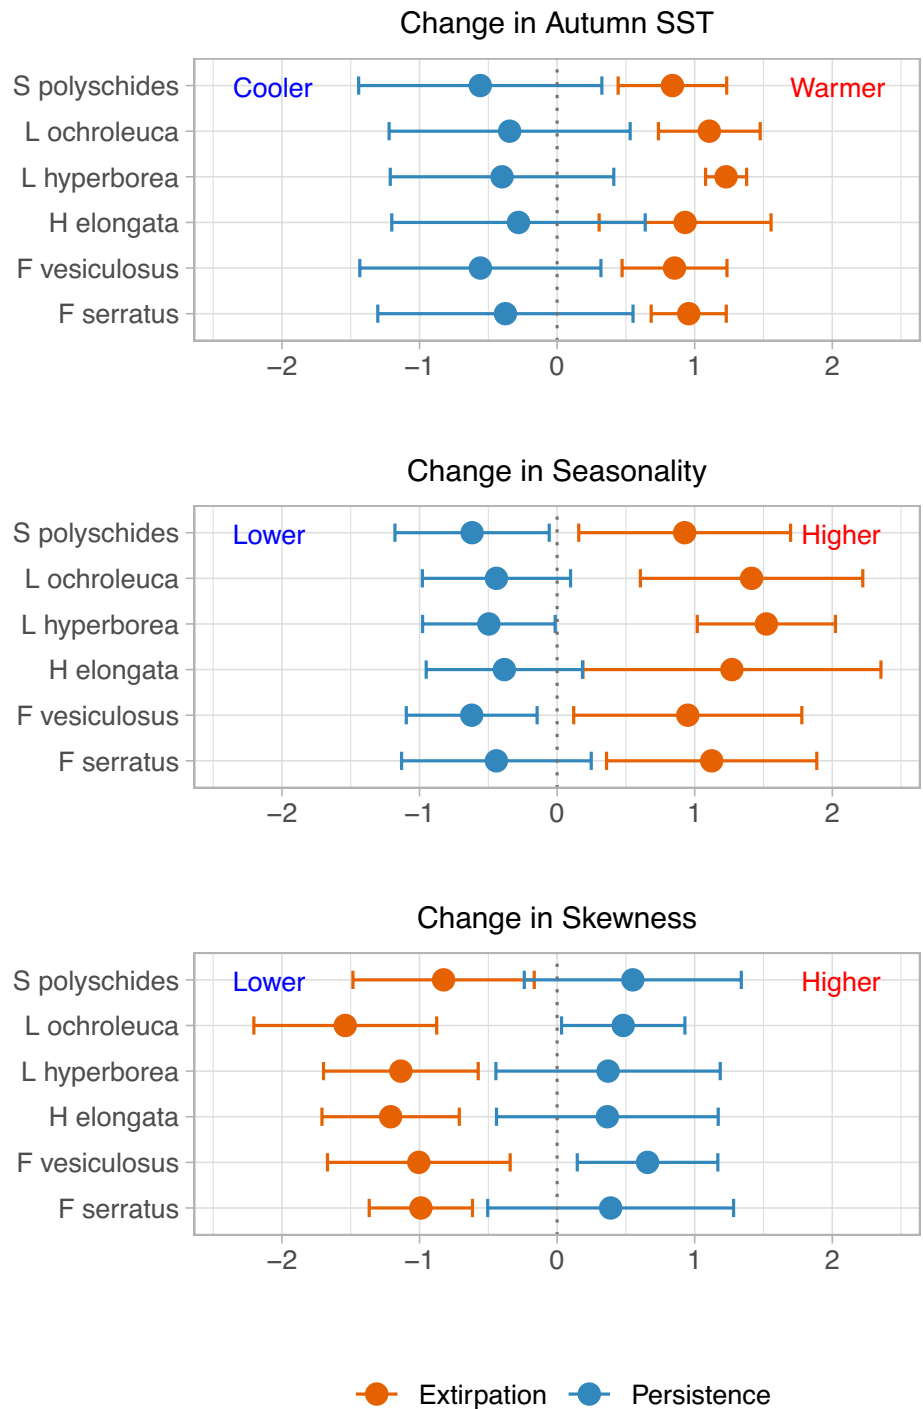 Change in Autumn SST
S polyschides
Cooler
Warmer
L ochroleuca
L hyperborea
H elongata
F vesiculosus
F serratus
−2 −1 0 1 2
Change in Seasonality
S polyschides
Lower
Higher
L ochroleuca
L hyperborea
H elongata
F vesiculosus
F serratus
−2 −1 0 1 2
Change in Skewness
S polyschides
Lower
Higher
L ochroleuca
L hyperborea
H elongata
F vesiculosus
F serratus
−2 −1 0 1 2
Extirpation Persistence